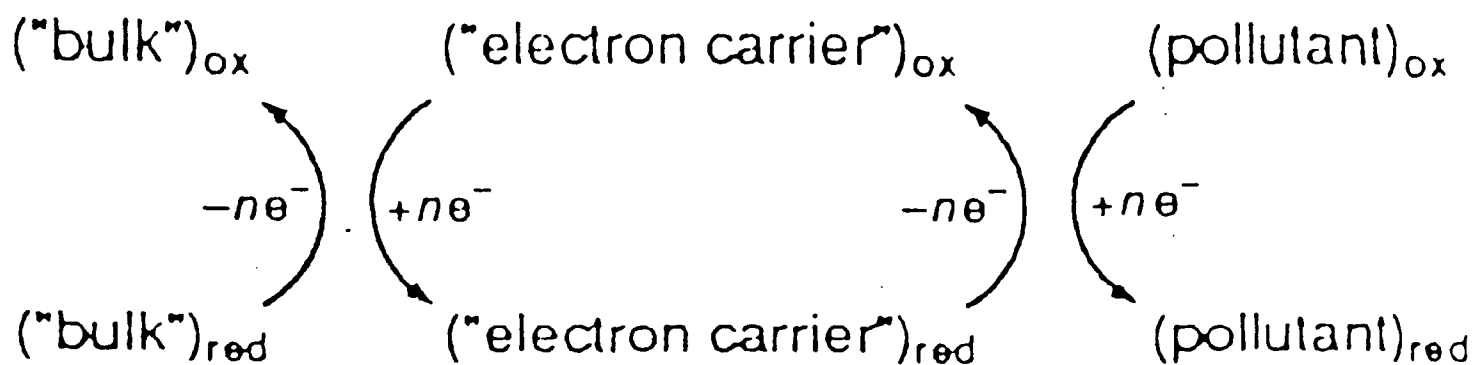 ("bulk")ox ("electron carrier")ox (pollutant)ox
−ne⁻ +ne⁻ −ne⁻ +ne⁻
("bulk")red ("electron carrier")red (pollutant)red